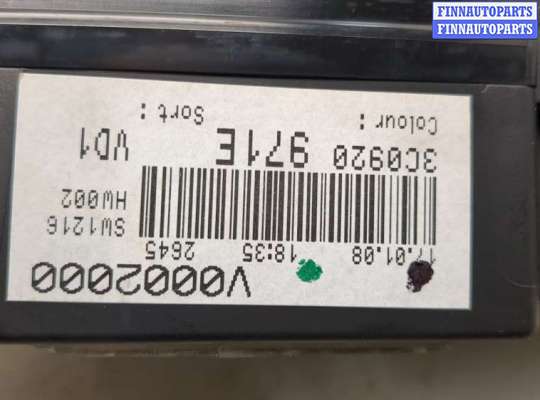 FINNAUTOPARTS
FINNAUTOPARTS
V0002000
17.01.08 18:35 2645
SW1216
HW002
3C0920 971E VD1
Colour: Sort: